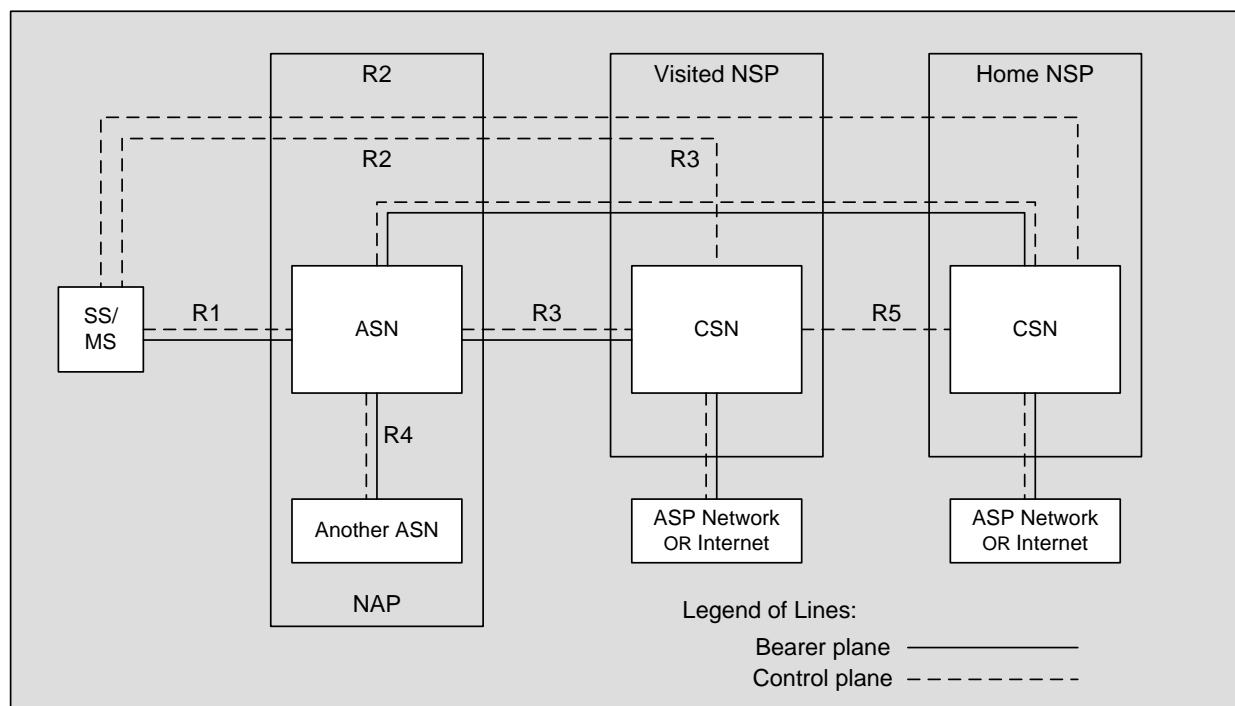 R2
Visited NSP
Home NSP
R2
R3
SS/
MS
R1
ASN
R3
CSN
R5
CSN
R4
Another ASN
ASP Network
OR Internet
ASP Network
OR Internet
NAP
Legend of Lines:
Bearer plane
Control plane